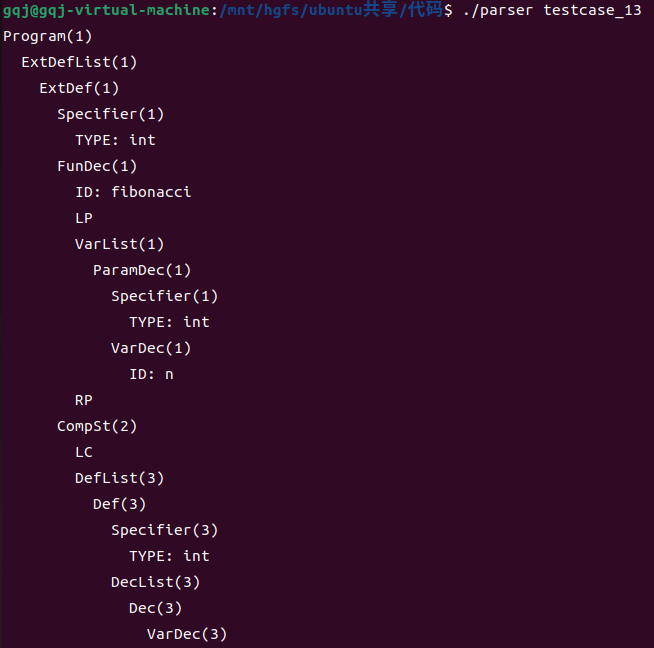 gqj@gqj-virtual-machine:/mnt/hgfs/ubuntu共享/代码$ ./parser testcase_13
Program(1)
  ExtDefList(1)
    ExtDef(1)
      Specifier(1)
        TYPE: int
      FunDec(1)
        ID: fibonacci
        LP
        VarList(1)
          ParamDec(1)
            Specifier(1)
              TYPE: int
            VarDec(1)
              ID: n
        RP
      CompSt(2)
        LC
        DefList(3)
          Def(3)
            Specifier(3)
              TYPE: int
            DecList(3)
              Dec(3)
                VarDec(3)